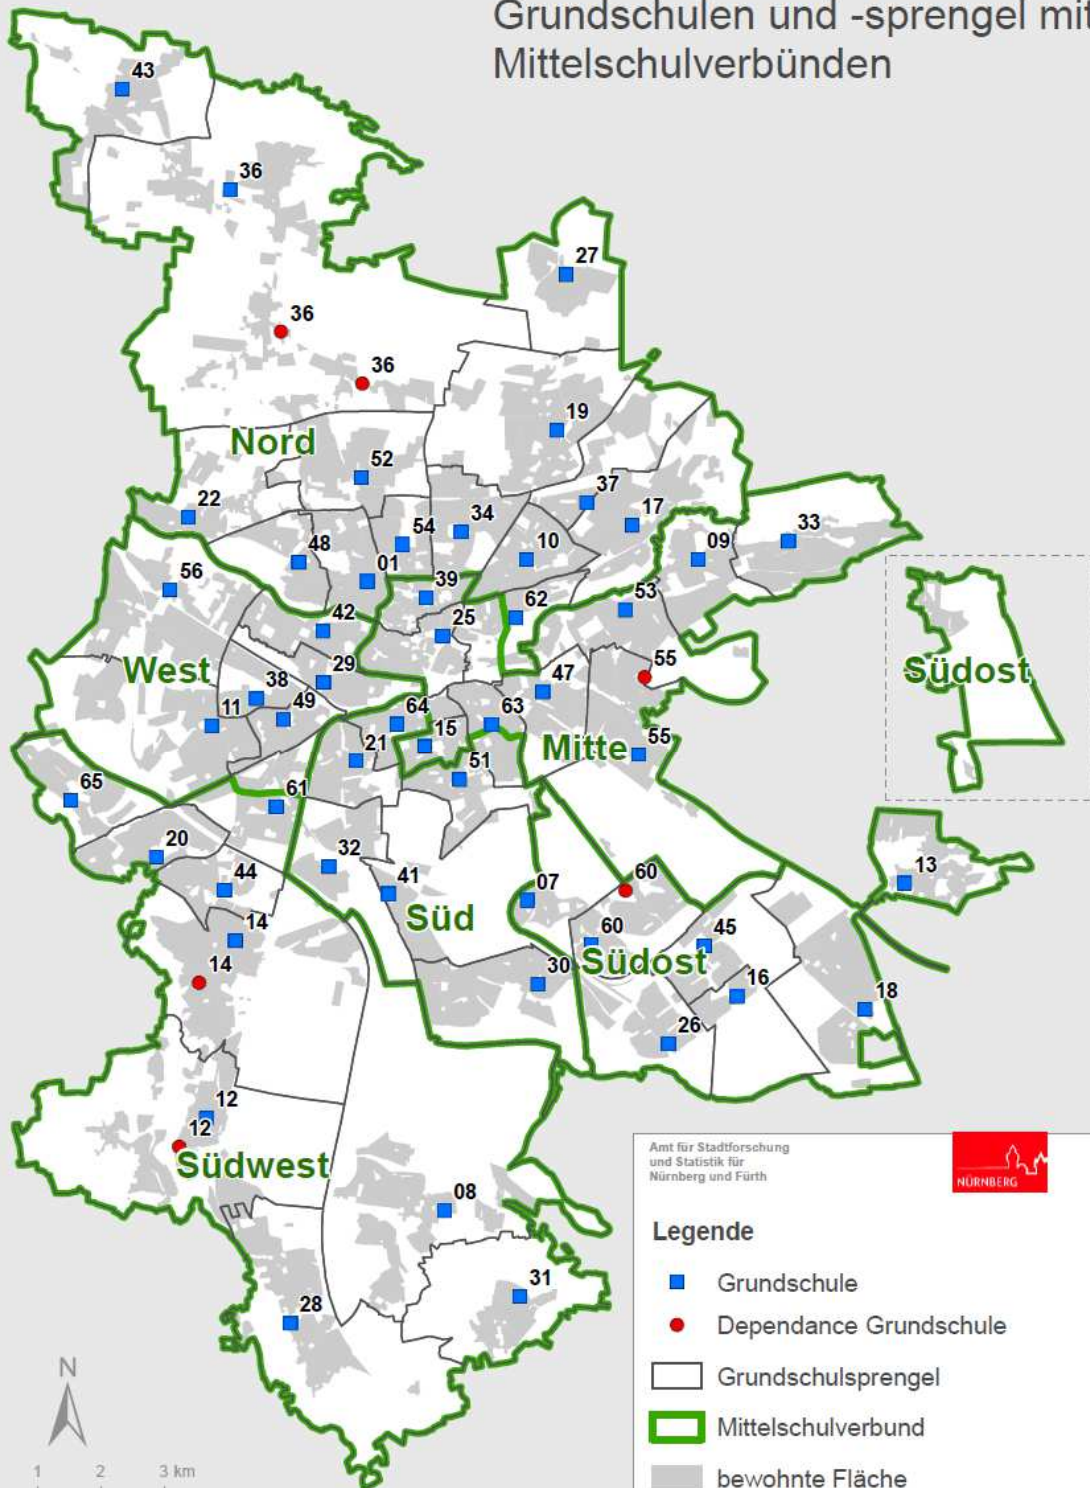 Grundschulen und -sprengel mit
Mittelschulverbünden
43
36
27
36
36
19
Nord
52
37
22
17
34
33
54
48
10
09
01
56
39
53
62
42
25
West
29
55
Südost
38
47
11
49
64
63
15
Mitte
21
55
51
65
61
20
32
13
44
41
07
60
Süd
14
60
45
Südost
14
30
16
18
26
12
12
Südwest
08
31
28
Amt für Stadtforschung
und Statistik für
Nürnberg und Fürth
NÜRNBERG
Legende
Grundschule
Dependance Grundschule
Grundschulsprengel
Mittelschulverbund
bewohnte Fläche
N
1 2 3 km